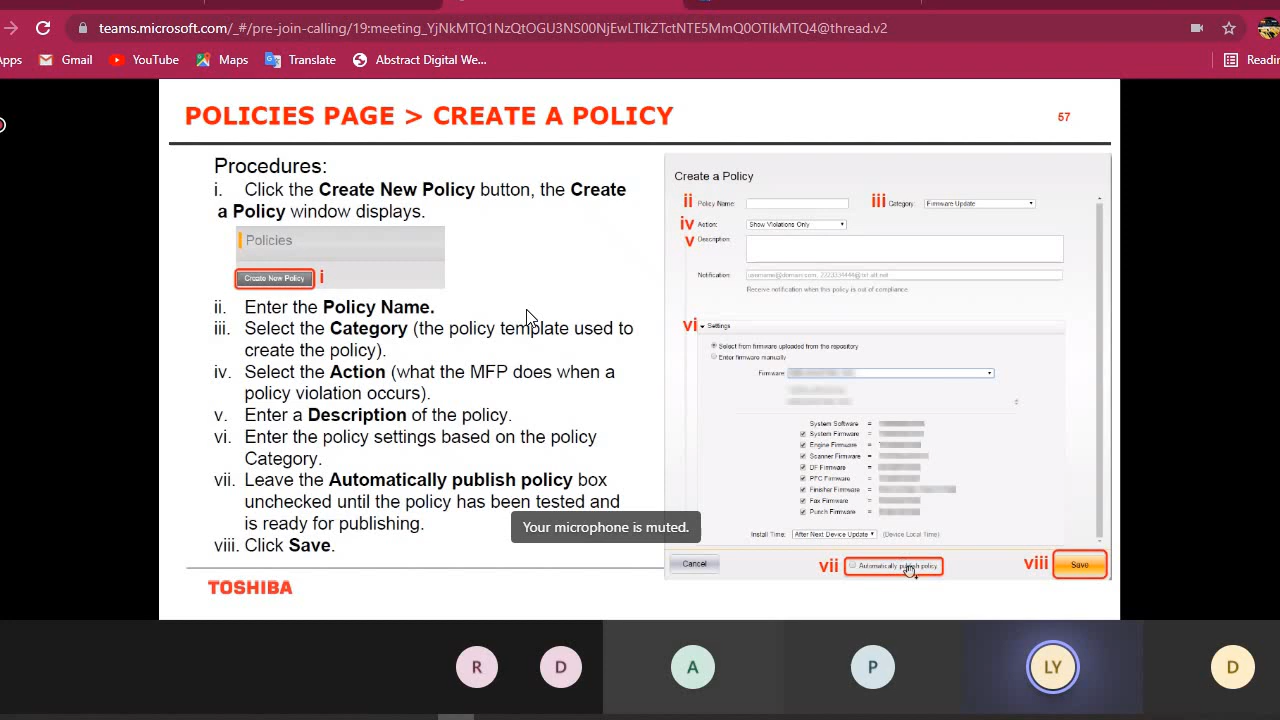 teams.microsoft.com/_#/pre-join-calling/19:meeting_YjNkMTQ1NzQtOGU3NS00NjEwLTlkZTctNTE5MmQ0OTlkMTQ4@thread.v2
Apps Gmail YouTube Maps Translate Abstract Digital We... Readin
POLICIES PAGE > CREATE A POLICY
57
Procedures:
i. Click the Create New Policy button, the Create
a Policy window displays.
Policies
Create New Policy i
ii. Enter the Policy Name.
iii. Select the Category (the policy template used to
create the policy).
iv. Select the Action (what the MFP does when a
policy violation occurs).
v. Enter a Description of the policy.
vi. Enter the policy settings based on the policy
Category.
vii. Leave the Automatically publish policy box
unchecked until the policy has been tested and
is ready for publishing.
viii. Click Save.
Your microphone is muted.
TOSHIBA
Create a Policy
ii Policy Name: iii Category: Firmware Update
iv Action: Show Violations Only
v Description:
Notification: username@domain.com, 2223334444@txt.att.net
Receive notification when this policy is out of compliance.
vi Settings
Select from firmware uploaded from the repository
Enter firmware manually
Firmware:
System Software =
System Firmware =
Engine Firmware =
Scanner Firmware =
DF Firmware =
PFC Firmware =
Finisher Firmware =
Fax Firmware =
Punch Firmware =
Install Time: After Next Device Update (Device Local Time)
Cancel vii Automatically publish policy viii Save
R D A P LY D